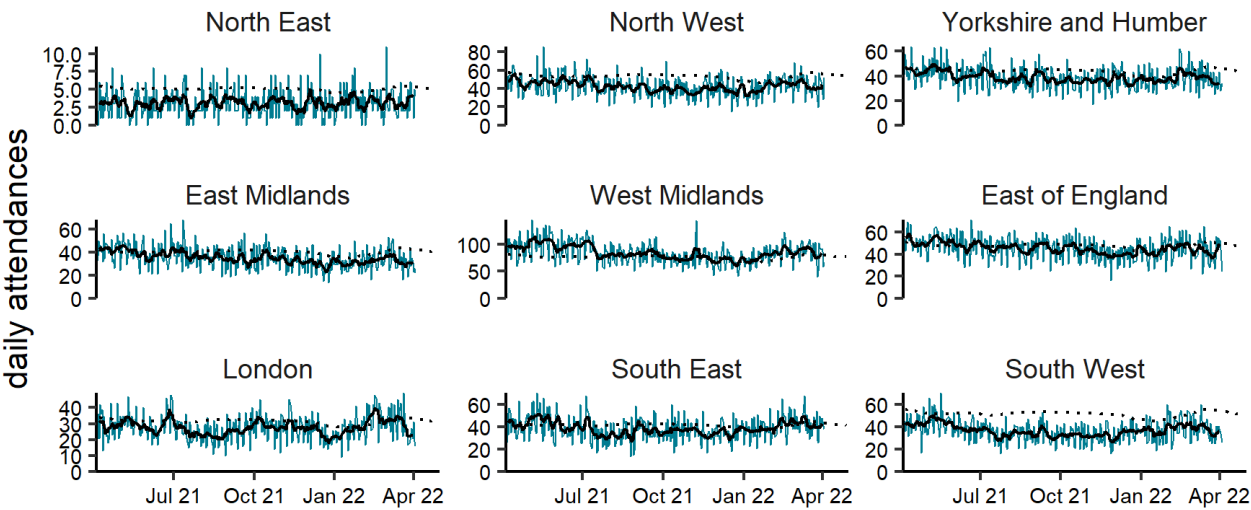 North East North West Yorkshire and Humber
10.0 80 60
7.5 60 40
5.0 40 20
2.5 20 0
0.0 0
East Midlands West Midlands East of England
60 100 60
40 50 40
20 0 20
0 0
London South East South West
40 60 60
30 40 40
20 20 20
10 0 0
0
Jul 21 Oct 21 Jan 22 Apr 22 Jul 21 Oct 21 Jan 22 Apr 22 Jul 21 Oct 21 Jan 22 Apr 22
daily attendances